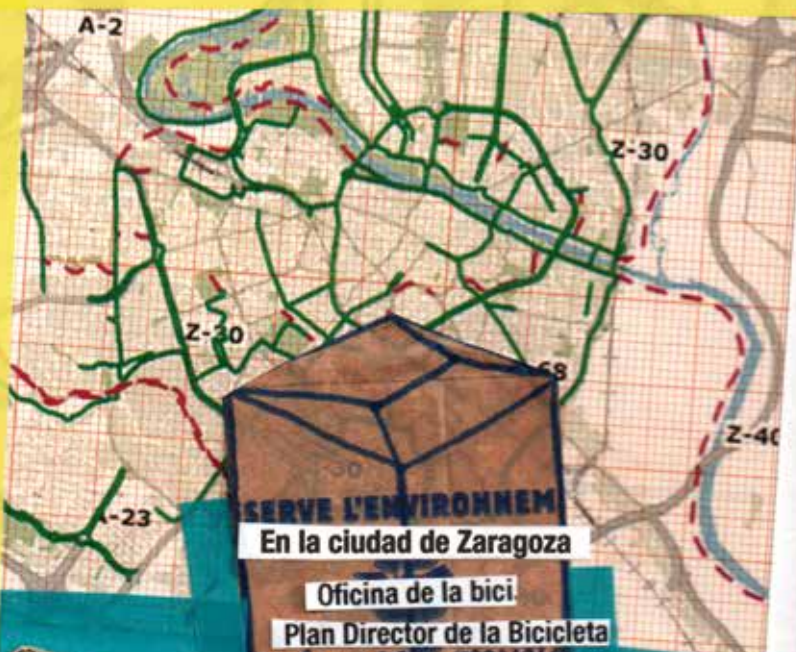 A-2
Z-30
Z-30
68
Z-40
-30
A-23
SERVE L'ENVIRONNEM
En la ciudad de Zaragoza
Oficina de la bici
Plan Director de la Bicicleta